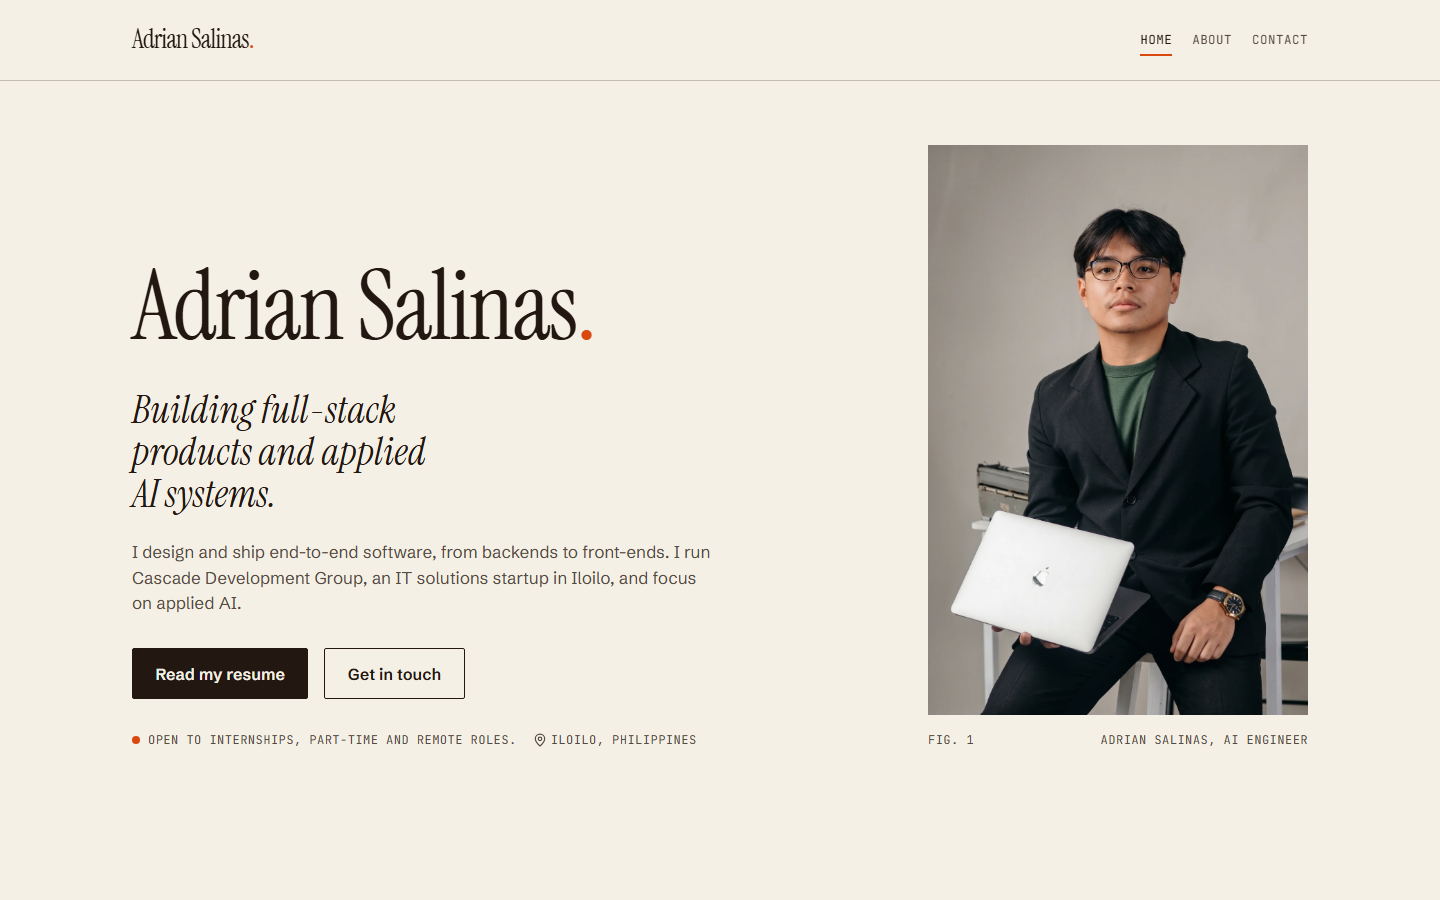 Adrian Salinas.
HOME ABOUT CONTACT
Adrian Salinas.
Building full-stack
products and applied
AI systems.
I design and ship end-to-end software, from backends to front-ends. I run
Cascade Development Group, an IT solutions startup in Iloilo, and focus
on applied AI.
Read my resume
Get in touch
OPEN TO INTERNSHIPS, PART-TIME AND REMOTE ROLES.
ILOILO, PHILIPPINES
FIG. 1
ADRIAN SALINAS, AI ENGINEER